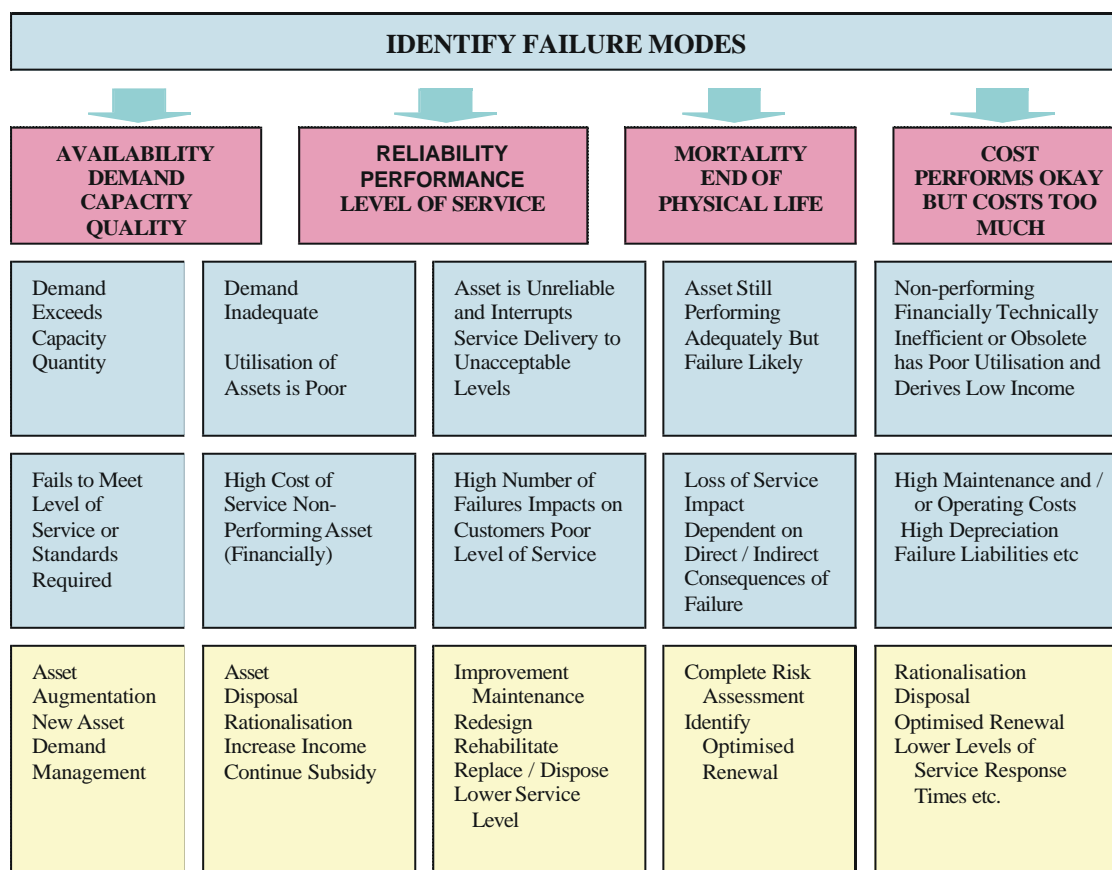 IDENTIFY FAILURE MODES
AVAILABILITY
DEMAND
CAPACITY
QUALITY
RELIABILITY
PERFORMANCE
LEVEL OF SERVICE
MORTALITY
END OF
PHYSICAL LIFE
COST
PERFORMS OKAY
BUT COSTS TOO
MUCH
Demand
Exceeds
Capacity
Quantity
Demand
Inadequate
Utilisation of
Assets is Poor
Asset is Unreliable
and Interrupts
Service Delivery to
Unacceptable
Levels
Asset Still
Performing
Adequately But
Failure Likely
Non-performing
Financially Technically
Inefficient or Obsolete
has Poor Utilisation and
Derives Low Income
Fails to Meet
Level of
Service or
Standards
Required
High Cost of
Service Non-
Performing Asset
(Financially)
High Number of
Failures Impacts on
Customers Poor
Level of Service
Loss of Service
Impact
Dependent on
Direct / Indirect
Consequences of
Failure
High Maintenance and /
or Operating Costs
High Depreciation
Failure Liabilities etc
Asset
Augmentation
New Asset
Demand
Management
Asset
Disposal
Rationalisation
Increase Income
Continue Subsidy
Improvement
Maintenance
Redesign
Rehabilitate
Replace / Dispose
Lower Service
Level
Complete Risk
Assessment
Identify
Optimised
Renewal
Rationalisation
Disposal
Optimised Renewal
Lower Levels of
Service Response
Times etc.